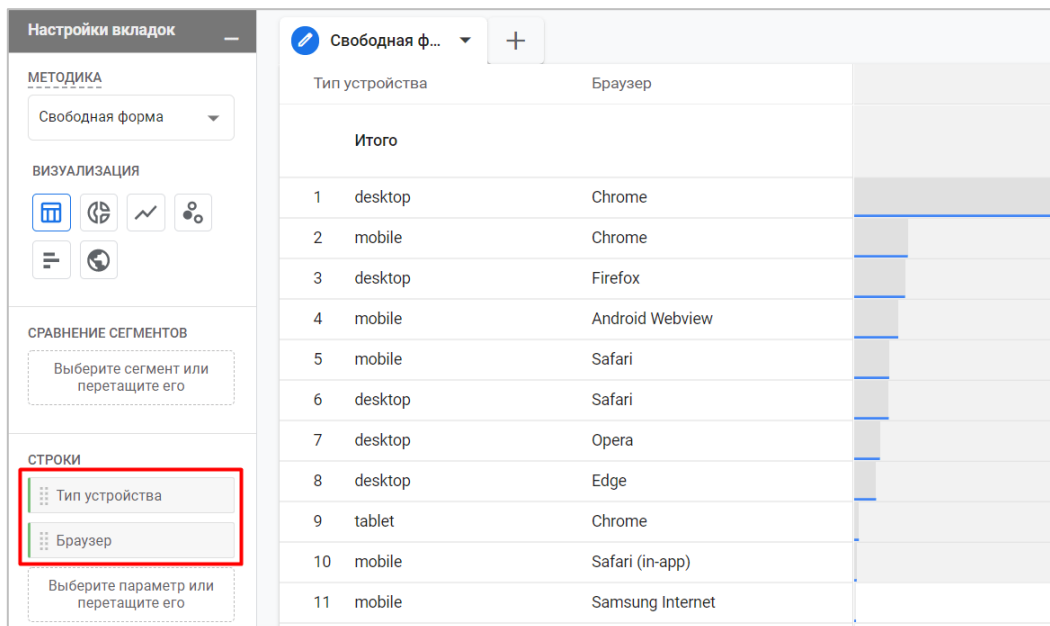 Настройки вкладок
МЕТОДИКА
Свободная форма
ВИЗУАЛИЗАЦИЯ
СРАВНЕНИЕ СЕГМЕНТОВ
Выберите сегмент или
перетащите его
СТРОКИ
Тип устройства
Браузер
Выберите параметр или
перетащите его
Свободная ф...
Тип устройства Браузер
Итого
1 desktop Chrome
2 mobile Chrome
3 desktop Firefox
4 mobile Android Webview
5 mobile Safari
6 desktop Safari
7 desktop Opera
8 desktop Edge
9 tablet Chrome
10 mobile Safari (in-app)
11 mobile Samsung Internet